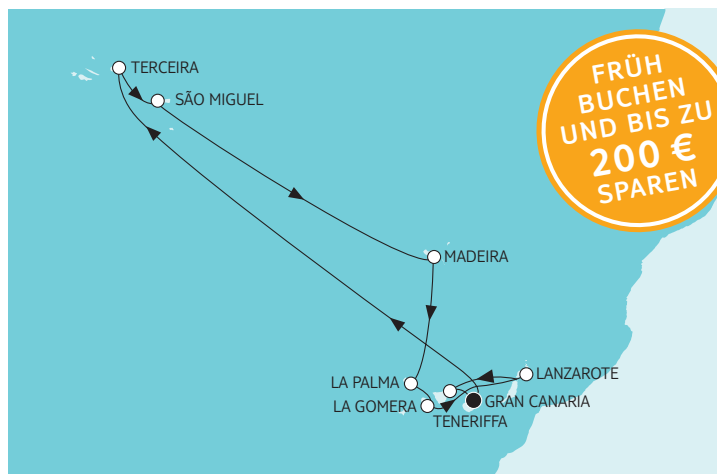 TERCEIRA
SÃO MIGUEL
FRÜH
BUCHEN
UND BIS ZU
200 €
SPAREN
MADEIRA
LANZAROTE
LA PALMA
GRAN CANARIA
LA GOMERA
TENERIFFA